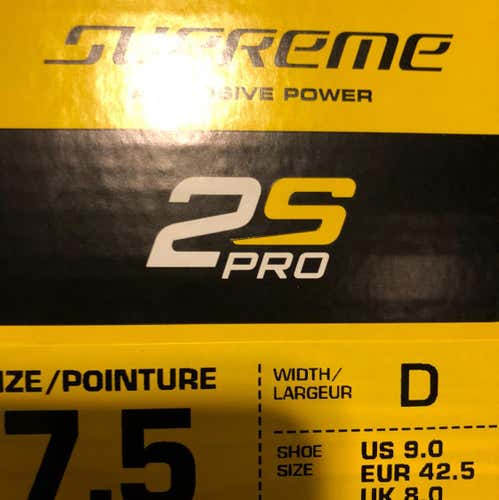 SUPREME
POWER
2S
PRO
IZE/POINTURE
7.5
WIDTH/
LARGEUR
D
SHOE
SIZE
US 9.0
EUR 42.5
UK 8.0